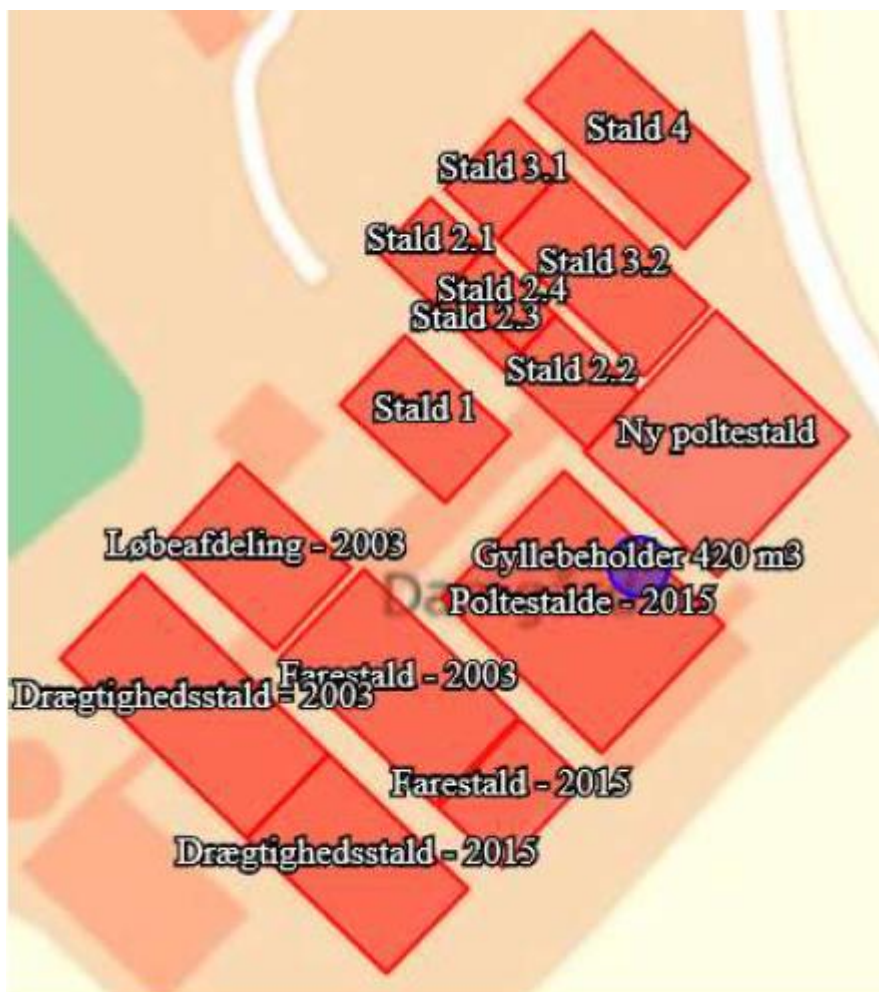 Stald 4
Stald 3.1
Stald 2.1
Stald 3.2
Stald 2.4
Stald 2.3
Stald 2.2
Stald 1
Ny poltestald
Løbeafdeling - 2003
Gyllebeholder 420 m3
Poltestalde - 2015
Farestald - 2003
Drægtighedsstald - 2003
Farestald - 2015
Drægtighedsstald - 2015